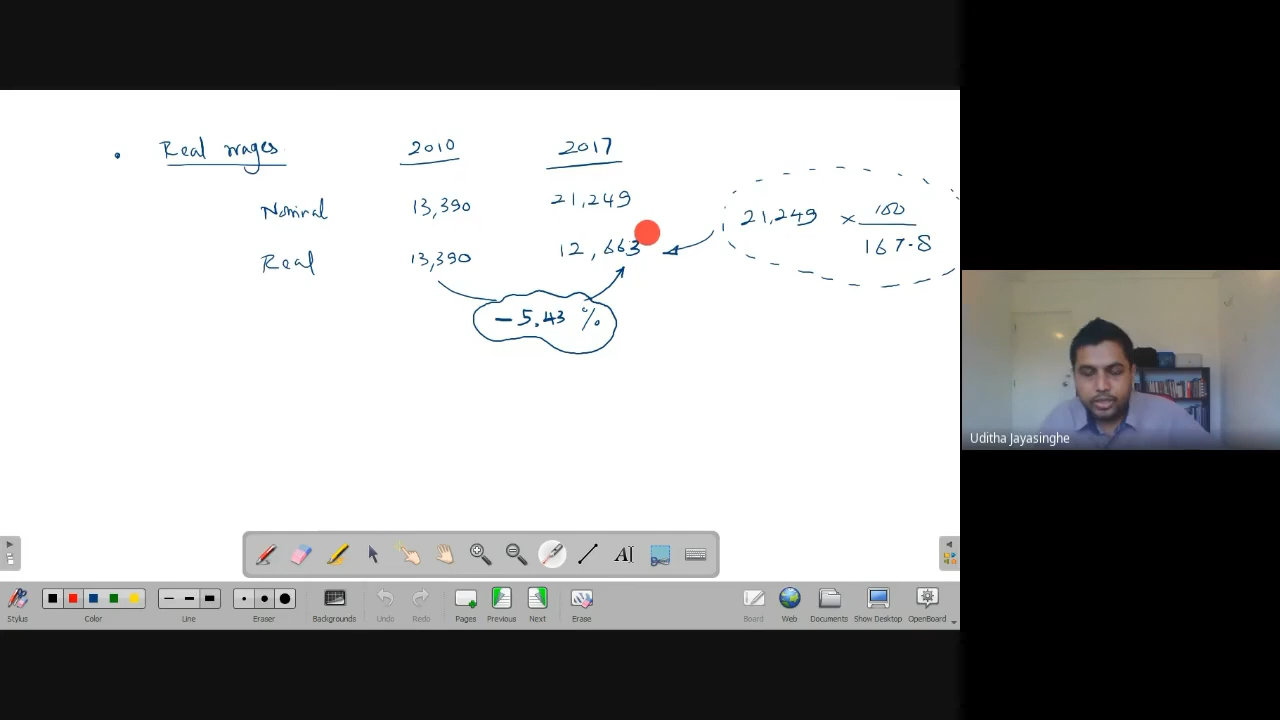 • Real wages 2010 2017
Nominal 13,390 21,249
Real 13,390 12,663
21,249 × 100
167.8
– 5.43 %
Uditha Jayasinghe
AI
Stylus Color Line Eraser Backgrounds Undo Redo Pages Previous Next Erase Board Web Documents Show Desktop OpenBoard